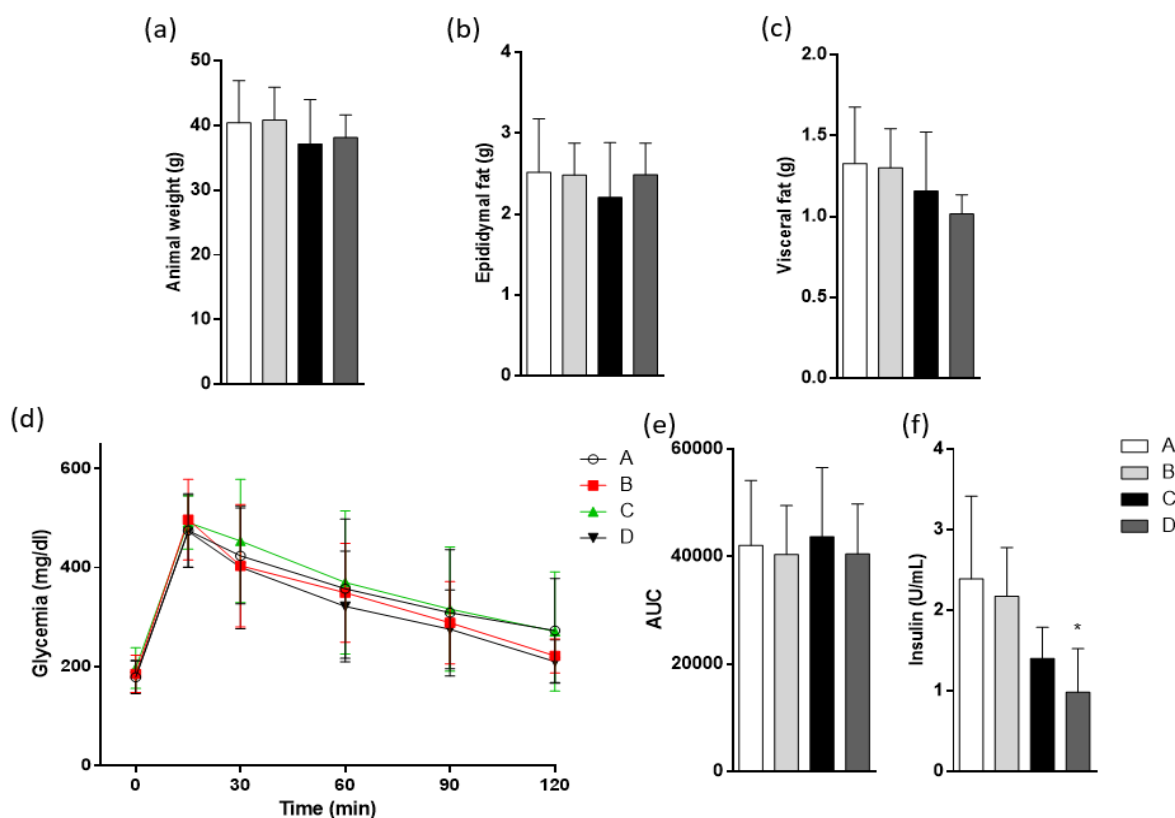 (a)
50
40
30
20
10
0
Animal weight (g)
(b)
4
3
2
1
0
Epididymal fat (g)
(c)
2.0
1.5
1.0
0.5
0.0
Visceral fat (g)
(d)
600
400
200
0
Glycemia (mg/dl)
0 30 60 90 120
Time (min)
A
B
C
D
(e)
60000
40000
20000
0
AUC
(f)
4
3
2
1
0
Insulin (U/mL)
*
A
B
C
D